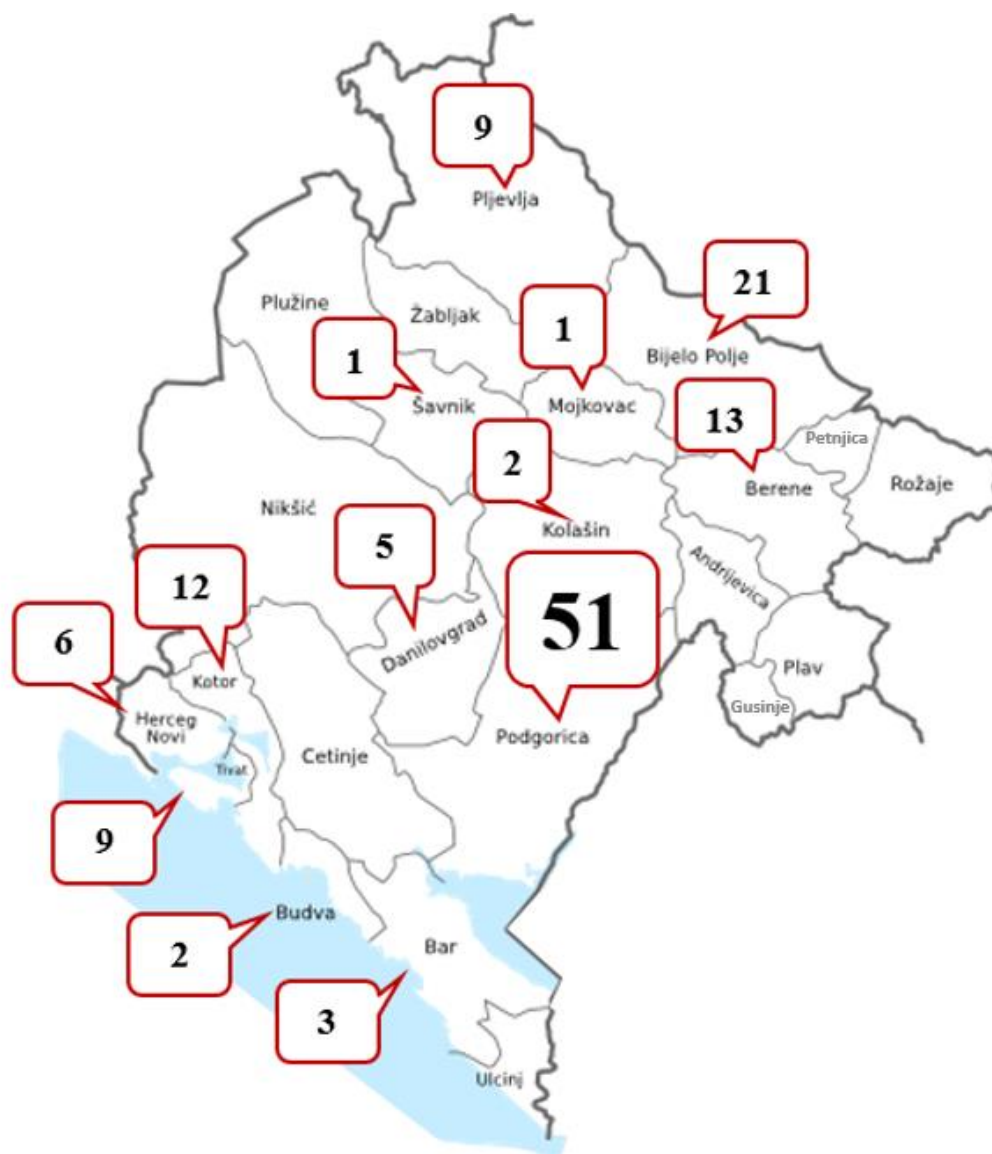 9
Pljevlja
21
Plužine
Žabljak
1
1
Bijelo Polje
Šavnik
Mojkovac
13
Petnjica
2
Berene
Rožaje
Nikšić
Kolašin
5
Andrijevica
12
51
Danilovgrad
6
Kotor
Plav
Gusinje
Herceg
Novi
Podgorica
Cetinje
Tivat
9
Budva
2
Bar
3
Ulcinj